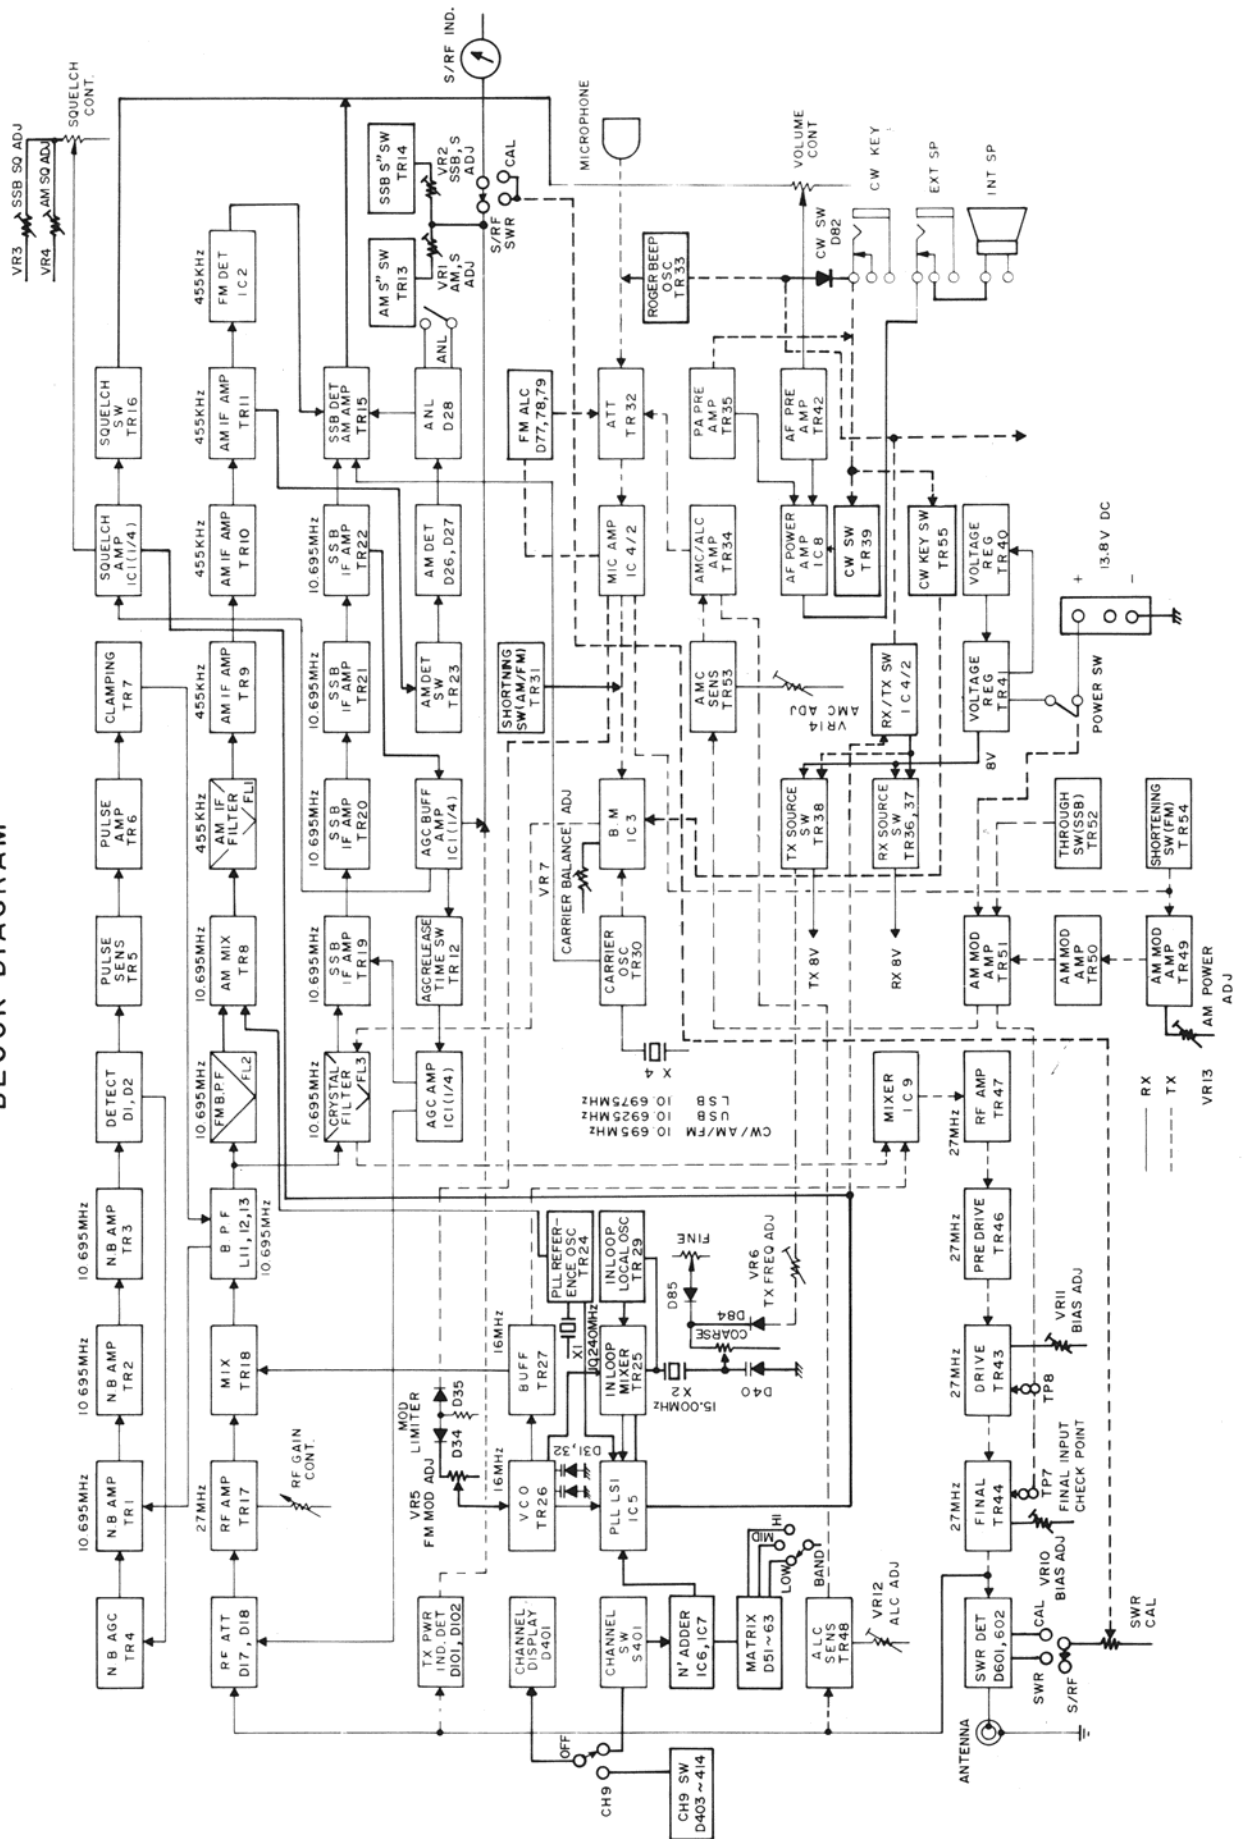 BLOCK DIAGRAM
VR3
SSB SQ ADJ
VR4
AM SQ ADJ
SQUELCH
CONT.
10.695MHz
10.695MHz
10.695MHz
N B AGC
TR4
N B AMP
TR1
N B AMP
TR2
N.B AMP
TR3
DETECT
D1, D2
PULSE
SENS
TR5
PULSE
AMP
TR6
CLAMPING
TR7
SQUELCH
AMP
IC1(1/4)
SQUELCH
SW
TR16
27MHz
10.695MHz
10.695MHz
10.695MHz
455KHz
455KHz
455KHz
455KHz
455KHz
RF ATT
D17, D18
RF AMP
TR17
MIX
TR18
B.P.F
L11, 12, 13
FM B.P.F
FL2
AM MIX
TR8
AM IF
FILTER
FL1
AM IF AMP
TR9
AM IF AMP
TR10
AM IF AMP
TR11
FM DET
IC2
RF GAIN
CONT.
10.695MHz
10.695MHz
10.695MHz
10.695MHz
10.695MHz
CRYSTAL
FILTER
FL3
SSB
IF AMP
TR19
SSB
IF AMP
TR20
SSB
IF AMP
TR21
SSB
IF AMP
TR22
SSB DET
AM AMP
TR15
AM S" SW
TR13
SSB S" SW
TR14
S/RF IND.
TX PWR
IND. DET
D101, D102
AGC AMP
IC1(1/4)
AGC RELEASE
TIME SW
TR12
AGC BUFF
AMP
IC1(1/4)
AM DET
SW
TR23
AM DET
D26, D27
ANL
D28
ANL
VR1
AM, S
ADJ
VR2
SSB, S
ADJ
S/RF
SWR
CAL
MOD
LIMITER
D34
D35
VR5
FM MOD ADJ
CHANNEL
DISPLAY
D401
16MHz
16MHz
VCO
TR26
BUFF
TR27
D31, 32
PLL REFER-
ENCE OSC
TR24
X1
10.240MHz
SHORTNING
SW(AM/FM)
TR31
FM ALC
D77, 78, 79
MICROPHONE
OFF
CH9
CH9 SW
D403~414
CHANNEL
SW
S401
PLL LSI
IC5
INLOOP
MIXER
TR25
INLOOP
LOCAL OSC
TR29
X4
CARRIER
OSC
TR30
VR7
CARRIER BALANCE ADJ
B.M
IC3
MIC AMP
IC4/2
ATT
TR32
ROGER BEEP
OSC
TR33
LSB 10.6975MHz
USB 10.6925MHz
CW/AM/FM 10.695MHz
N'ADDER
IC6, IC7
X2
15.00MHz
D40
COARSE
D84
D85
FINE
VR6
TX FREQ ADJ
AMC
SENS
TR53
AMC/ALC
AMP
TR34
PA PRE
AMP
TR35
VR14
AMC ADJ
MATRIX
D51~63
LOW
MID
HI
BAND
TX SOURCE
SW
TR38
TX 8V
AF POWER
AMP
IC8
AF PRE
AMP
TR42
VOLUME
CONT
ALC
SENS
TR48
VR12
ALC ADJ
RX SOURCE
SW
TR36, 37
RX 8V
RX/TX SW
IC4/2
CW SW
TR39
CW SW
D82
CW KEY
MIXER
IC9
CW KEY SW
TR55
EXT SP
27MHz
27MHz
27MHz
27MHz
SWR DET
D601, 602
FINAL
TR44
DRIVE
TR43
PREDRIVE
TR46
RF AMP
TR47
AM MOD
AMP
TR51
8V
VOLTAGE
REG
TR41
VOLTAGE
REG
TR40
INT SP
ANTENNA
SWR
CAL
S/RF
VR10
BIAS ADJ
TP7
FINAL INPUT
CHECK POINT
TP8
VR11
BIAS ADJ
AM MOD
AMP
TR50
THROUGH
SW(SSB)
TR52
POWER SW
+
-
13.8V DC
SWR
CAL
AM MOD
AMP
TR49
SHORTENING
SW(FM)
TR54
VR13
AM POWER
ADJ
RX
TX